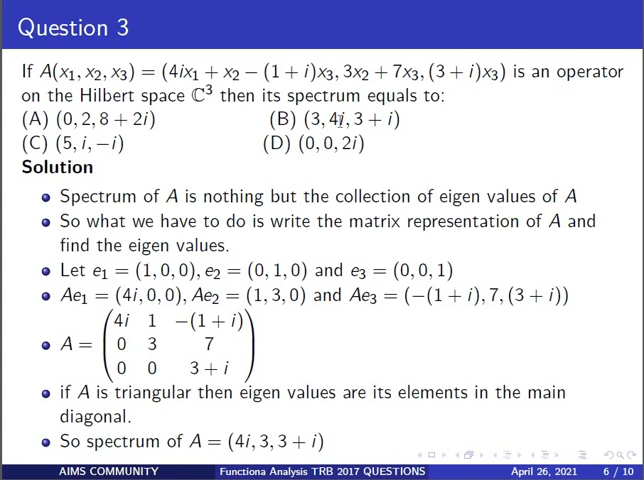 Question 3
If A(x₁, x₂, x₃) = (4ix₁ + x₂ − (1 + i)x₃, 3x₂ + 7x₃, (3 + i)x₃) is an operator
on the Hilbert space ℂ³ then its spectrum equals to:
(A) (0, 2, 8 + 2i) (B) (3, 4i, 3 + i)
(C) (5, i, −i) (D) (0, 0, 2i)
Solution
Spectrum of A is nothing but the collection of eigen values of A
So what we have to do is write the matrix representation of A and
find the eigen values.
Let e₁ = (1, 0, 0), e₂ = (0, 1, 0) and e₃ = (0, 0, 1)
Ae₁ = (4i, 0, 0), Ae₂ = (1, 3, 0) and Ae₃ = (−(1 + i), 7, (3 + i))
4i 1 −(1 + i)
A = 0 3 7
0 0 3 + i
if A is triangular then eigen values are its elements in the main
diagonal.
So spectrum of A = (4i, 3, 3 + i)
AIMS COMMUNITY Functiona Analysis TRB 2017 QUESTIONS April 26, 2021 6 / 10